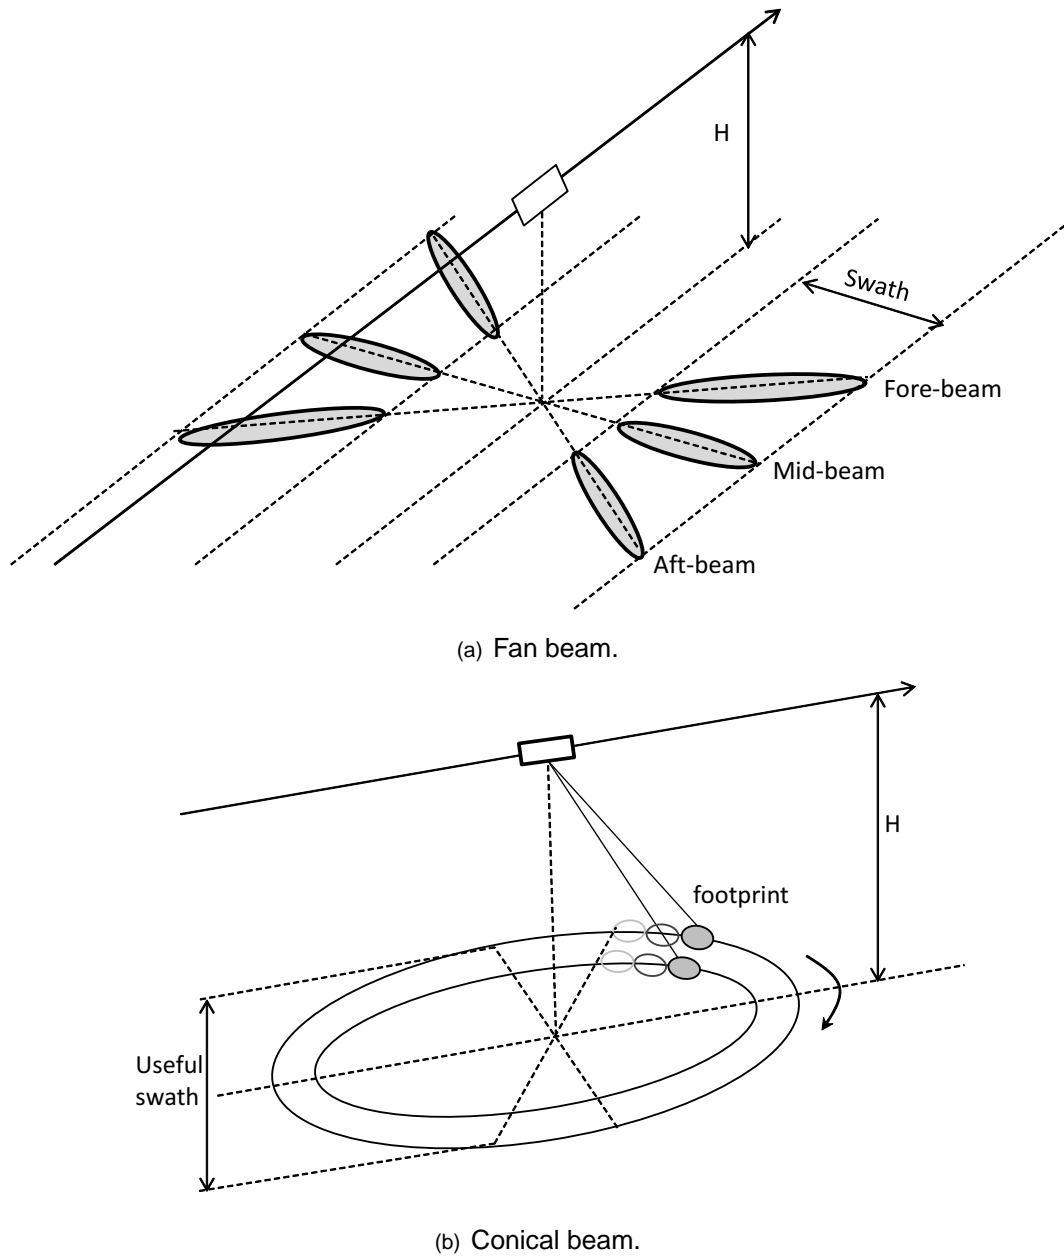 H
Swath
Fore-beam
Mid-beam
Aft-beam
(a) Fan beam.
H
footprint
Useful
swath
(b) Conical beam.